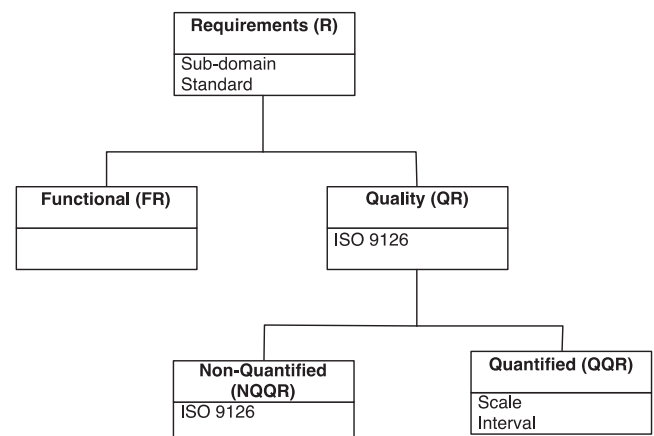 Requirements (R)
Sub-domain
Standard
Functional (FR)
Quality (QR)
ISO 9126
Non-Quantified
(NQQR)
ISO 9126
Quantified (QQR)
Scale
Interval